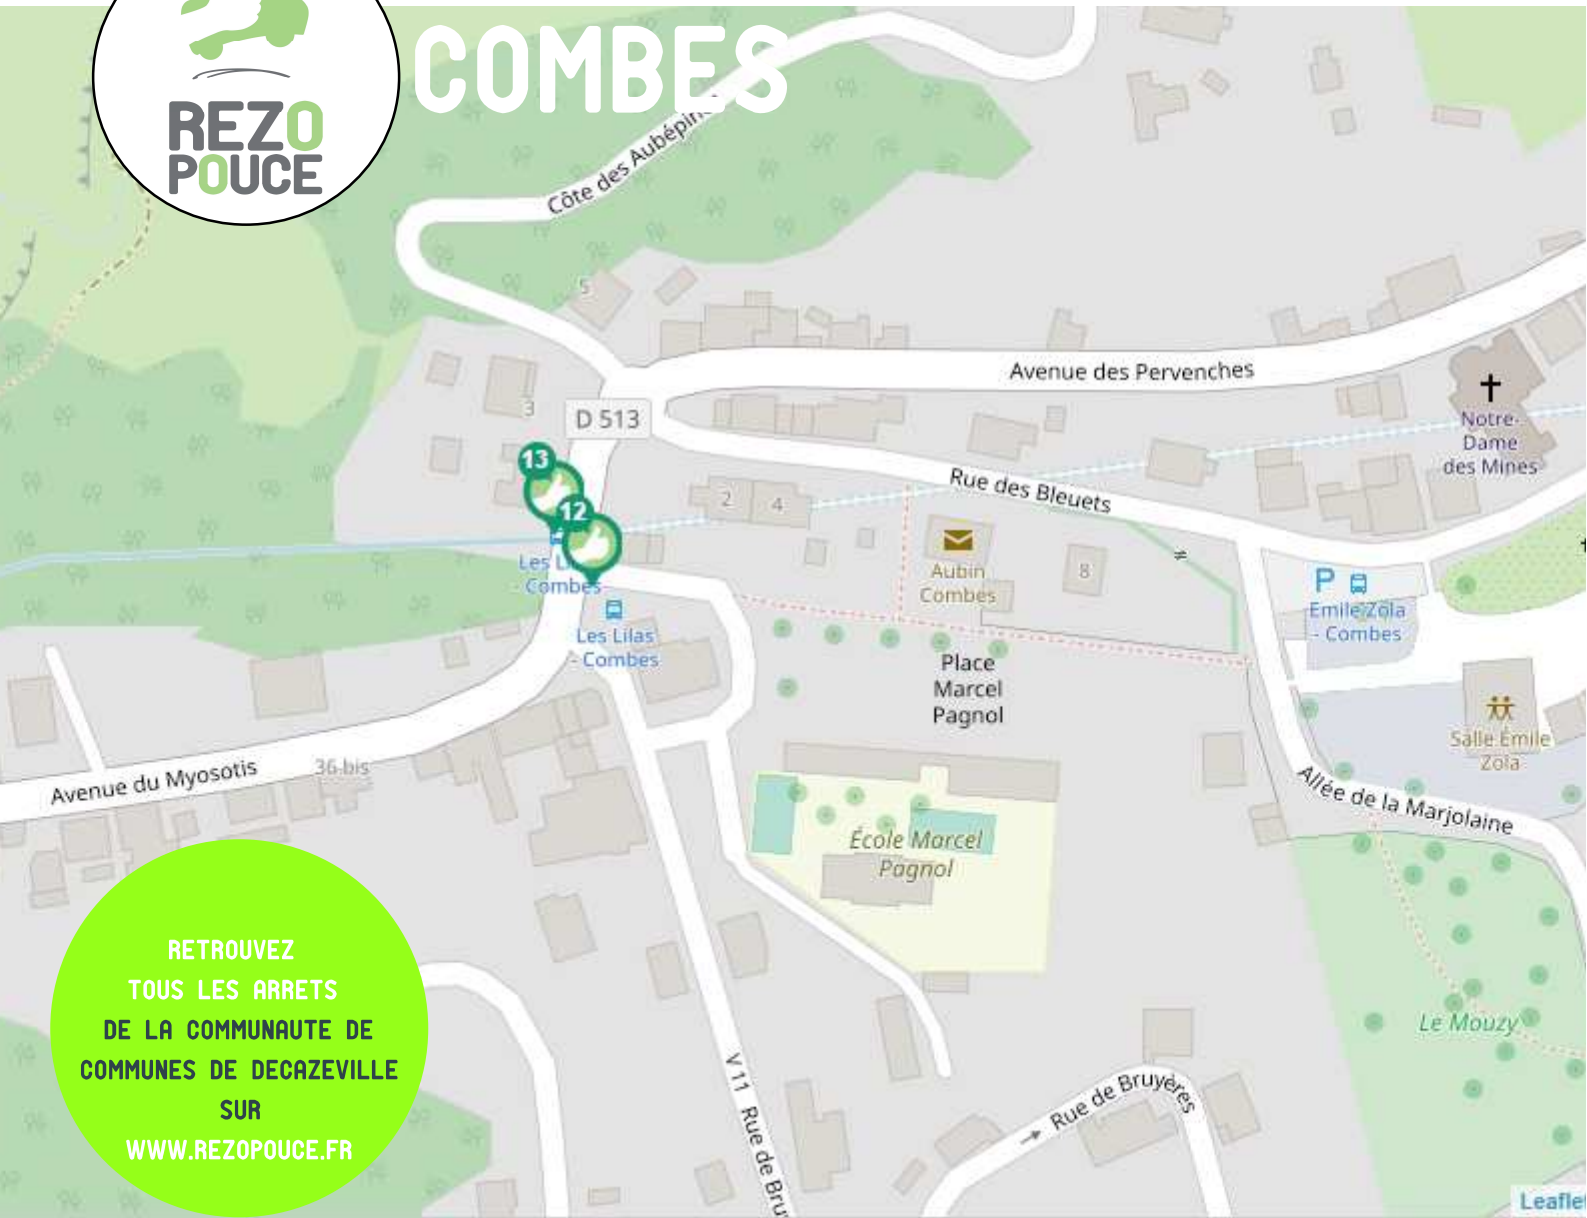 COMBES
REZO
POUCE
Côte des Aubépin
5
Avenue des Pervenches
3
D 513
Notre-
Dame
des Mines
13
12
2
4
Rue des Bleuets
Les
- Combes
Les Lilas
- Combes
Aubin
Combes
8
P
Emile Zola
- Combes
Place
Marcel
Pagnol
Salle Émile
Zola
Avenue du Myosotis
36 bis
Allée de la Marjolaine
École Marcel
Pagnol
Le Mouzy
V 11 Rue de Bru
Rue de Bruyères
RETROUVEZ
TOUS LES ARRETS
DE LA COMMUNAUTE DE
COMMUNES DE DECAZEVILLE
SUR
WWW.REZOPOUCE.FR
Leaflet